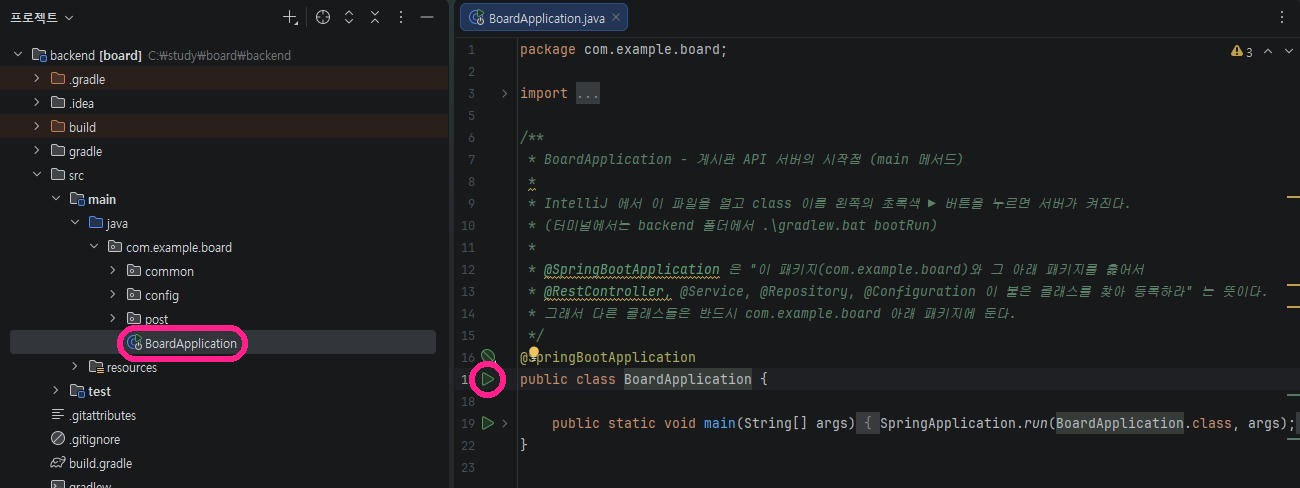 프로젝트
backend [board] C:₩study₩board₩backend
.gradle
.idea
build
gradle
src
main
java
com.example.board
common
config
post
BoardApplication
resources
test
.gitattributes
.gitignore
build.gradle
BoardApplication.java
3
1 package com.example.board;
2
3 import ...
5
6 /**
7 * BoardApplication - 게시판 API 서버의 시작점 (main 메서드)
8 *
9 * IntelliJ 에서 이 파일을 열고 class 이름 왼쪽의 초록색 ▶ 버튼을 누르면 서버가 켜진다.
10 * (터미널에서는 backend 폴더에서 .\gradlew.bat bootRun)
11 *
12 * @SpringBootApplication 은 "이 패키지(com.example.board)와 그 아래 패키지를 훑어서
13 * @RestController, @Service, @Repository, @Configuration 이 붙은 클래스를 찾아 등록하라" 는 뜻이다.
14 * 그래서 다른 클래스들은 반드시 com.example.board 아래 패키지에 둔다.
15 */
16 @SpringBootApplication
public class BoardApplication {
18
19 public static void main(String[] args) { SpringApplication.run(BoardApplication.class, args);
22 }
23